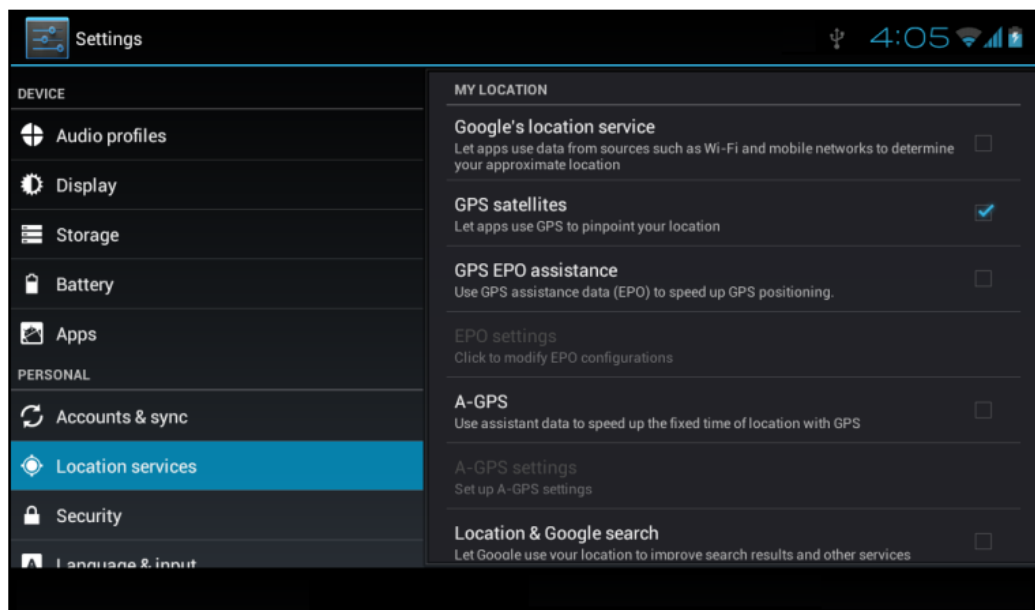 Settings
4:05
DEVICE
Audio profiles
Display
Storage
Battery
Apps
PERSONAL
Accounts & sync
Location services
Security
A Language & input
MY LOCATION
Google's location service
Let apps use data from sources such as Wi-Fi and mobile networks to determine
your approximate location
GPS satellites
Let apps use GPS to pinpoint your location
GPS EPO assistance
Use GPS assistance data (EPO) to speed up GPS positioning.
EPO settings
Click to modify EPO configurations
A-GPS
Use assistant data to speed up the fixed time of location with GPS
A-GPS settings
Set up A-GPS settings
Location & Google search
Let Google use your location to improve search results and other services